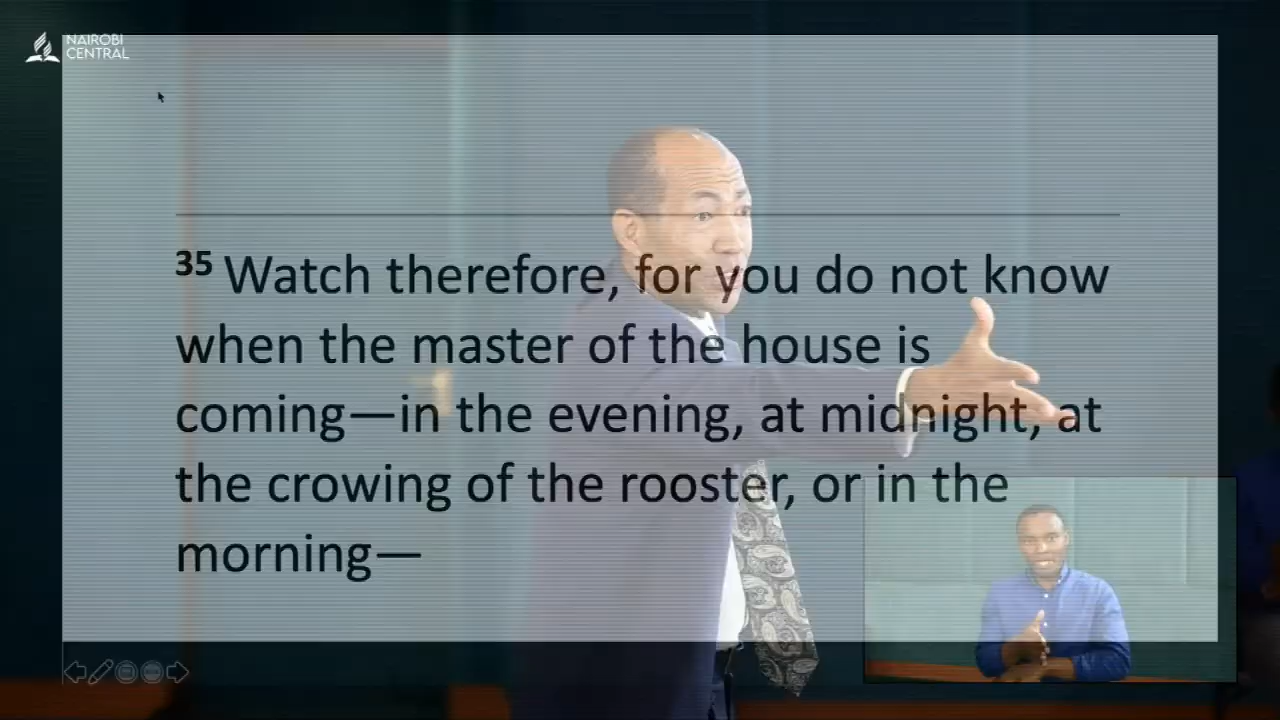 NAIROBI
CENTRAL
35 Watch therefore, for you do not know
when the master of the house is
coming—in the evening, at midnight, at
the crowing of the rooster, or in the
morning—